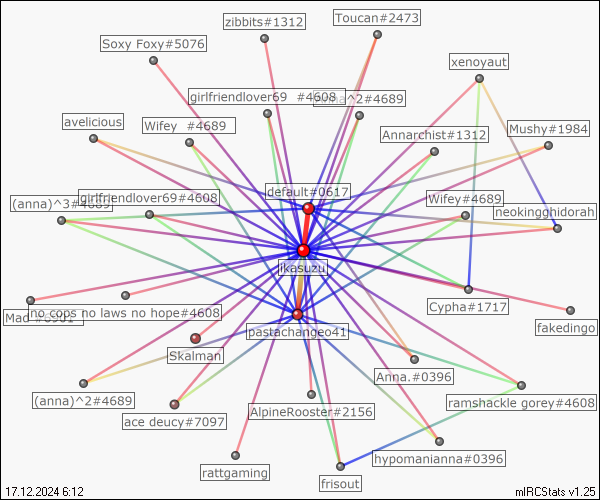 Toucan#2473
zibbits#1312
Soxy Foxy#5076
xenoyaut
girlfriendlover69 #4608
^2#4689
avelicious
Wifey #4689
Annarchist#1312
Mushy#1984
default#0617
(anna)^3#4689
girlfriendlover69#4608
Wifey#4689
neokingghidorah
ikasuzu
Cypha#1717
Mad
no cops no laws no hope#4608
pastachangeo41
fakedingo
Skalman
Anna.#0396
(anna)^2#4689
ace deucy#7097
AlpineRooster#2156
ramshackle gorey#4608
rattgaming
hypomanianna#0396
frisout
17.12.2024 6:12
mIRCStats v1.25